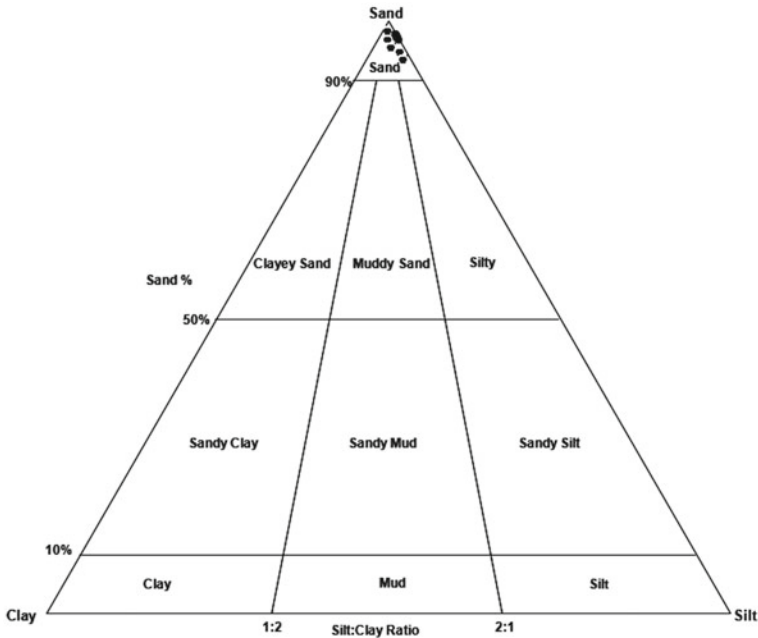 Sand
Sand
90%
Clayey Sand Muddy Sand Silty
Sand %
50%
Sandy Clay Sandy Mud Sandy Silt
10%
Clay Mud Silt
Clay Silt
1:2 Silt:Clay Ratio 2:1